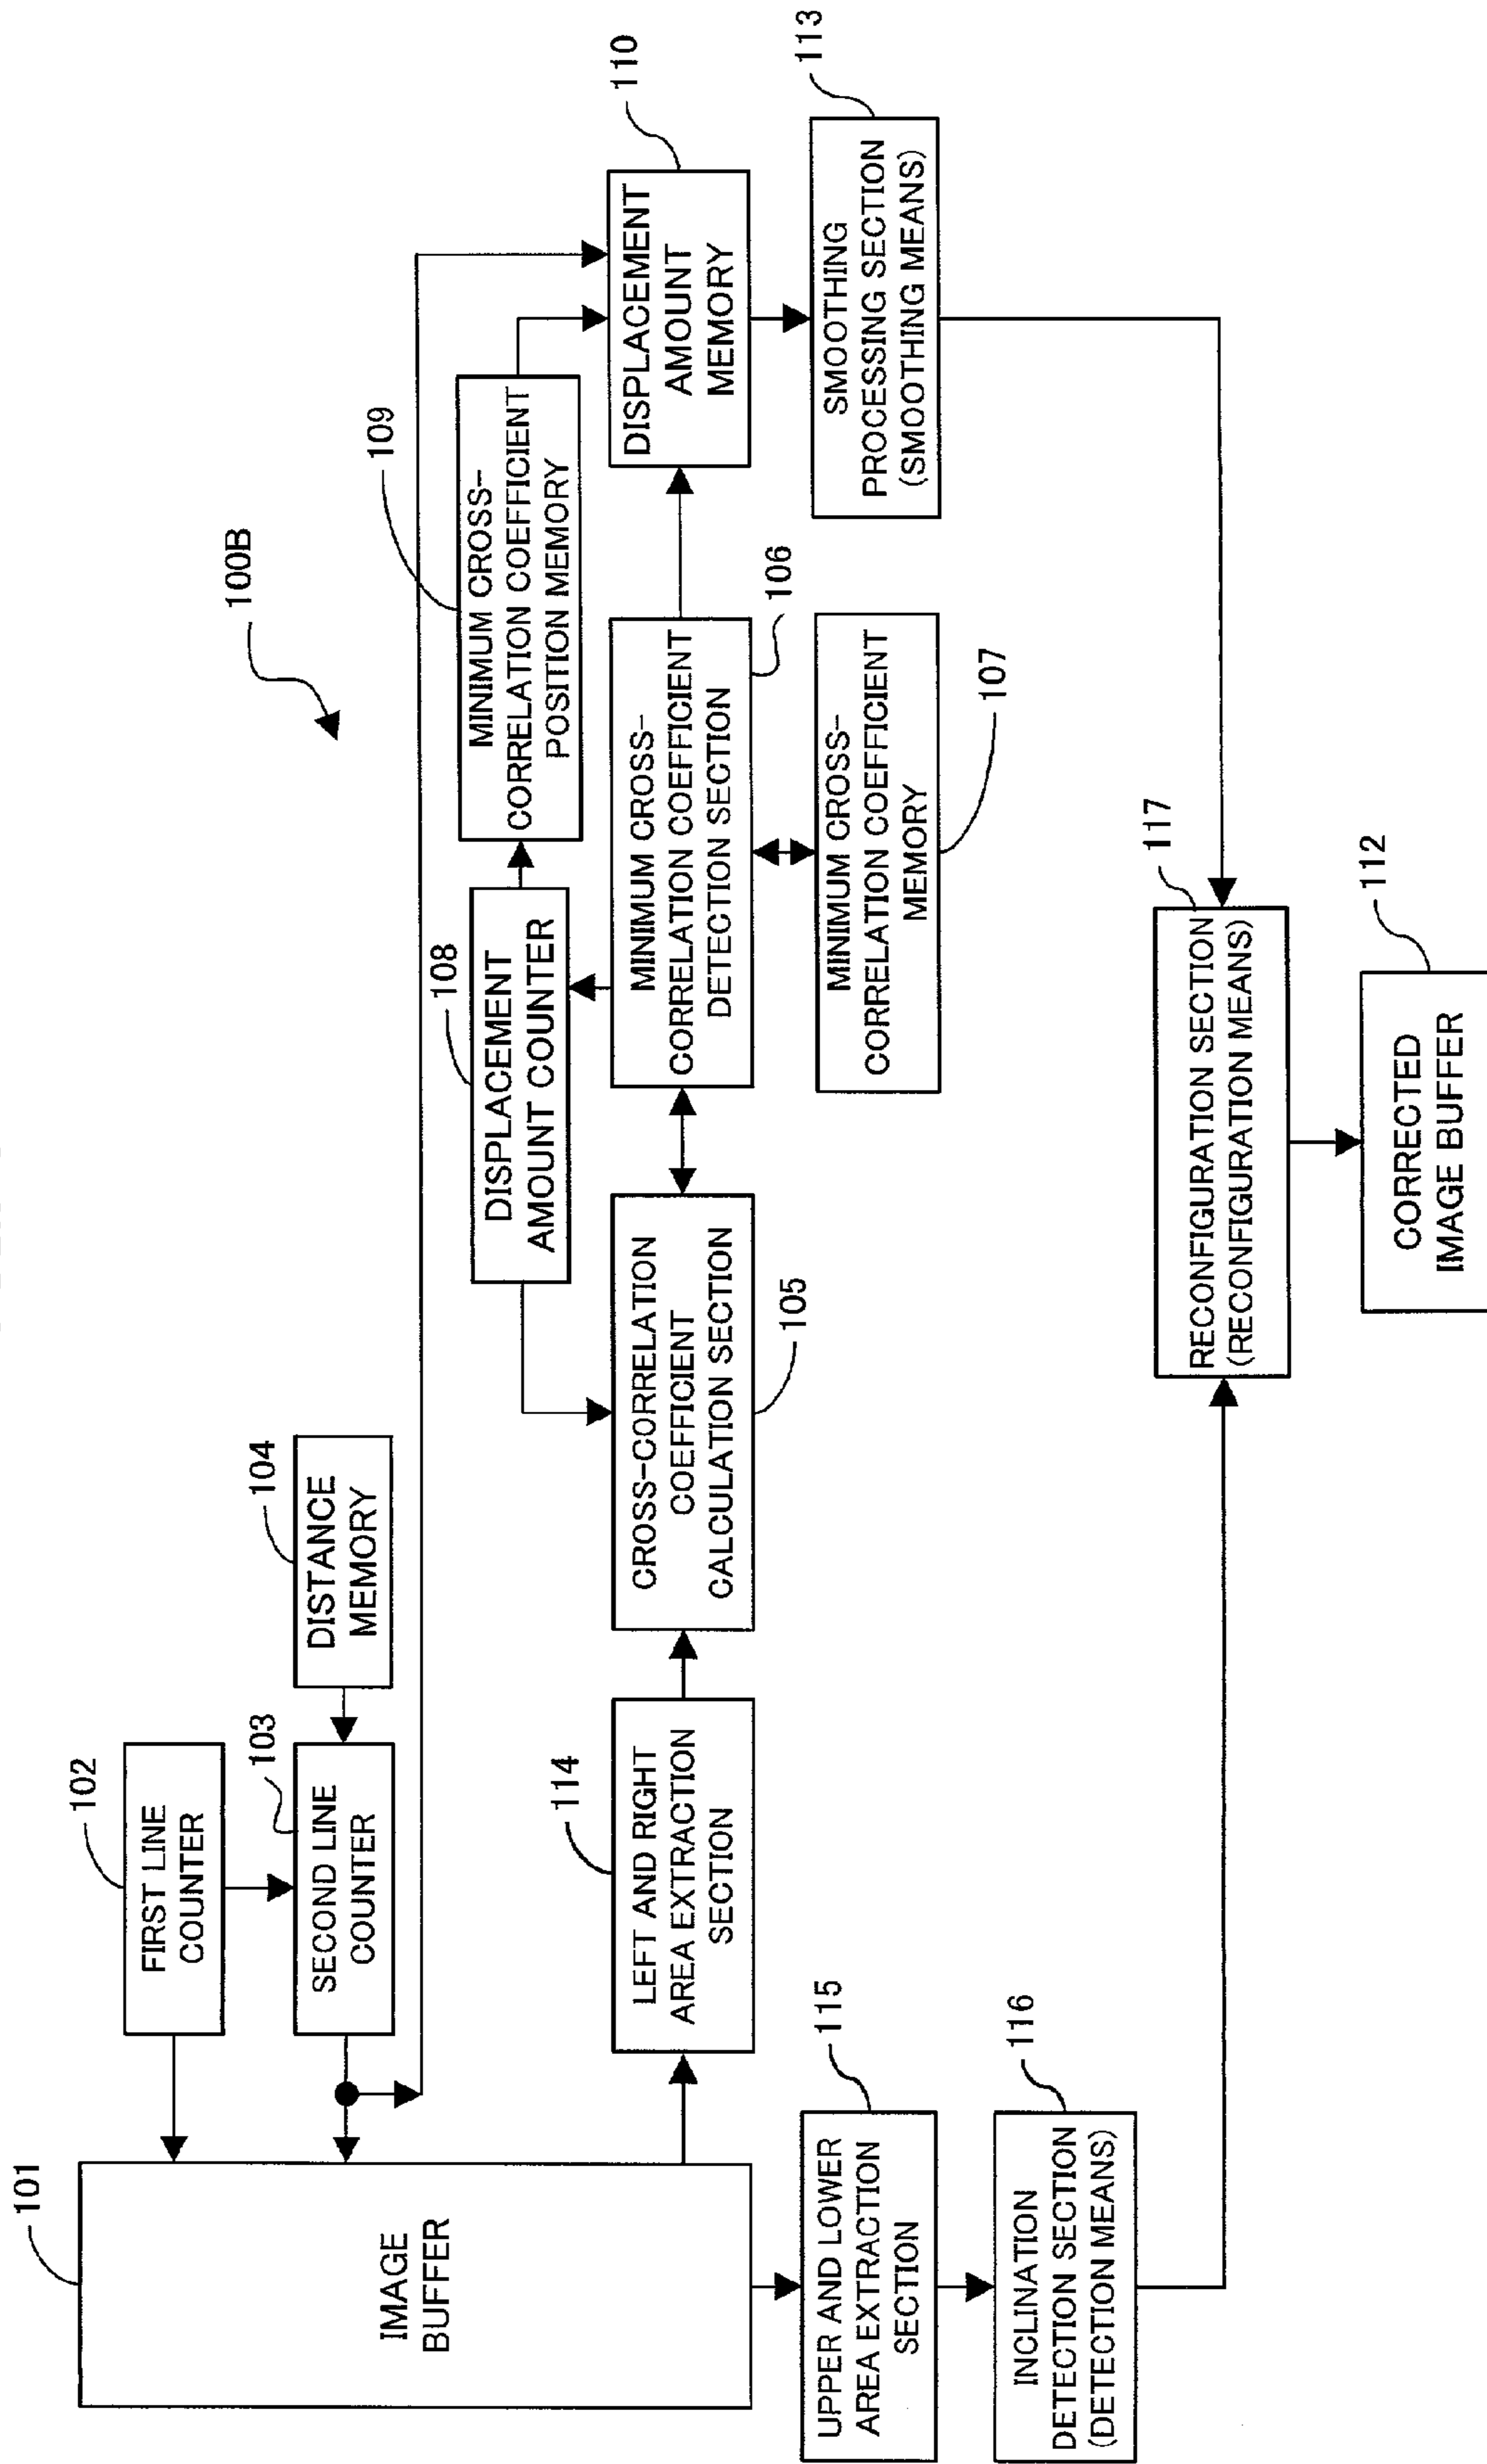 100B
101
IMAGE
BUFFER
102
FIRST LINE
COUNTER
103
SECOND LINE
COUNTER
104
DISTANCE
MEMORY
114
LEFT AND RIGHT
AREA EXTRACTION
SECTION
CROSS-CORRELATION
COEFFICIENT
CALCULATION SECTION
105
108
DISPLACEMENT
AMOUNT COUNTER
109
MINIMUM CROSS-
CORRELATION COEFFICIENT
POSITION MEMORY
MINIMUM CROSS-
CORRELATION COEFFICIENT
DETECTION SECTION
106
MINIMUM CROSS-
CORRELATION COEFFICIENT
MEMORY
107
110
DISPLACEMENT
AMOUNT
MEMORY
113
SMOOTHING
PROCESSING SECTION
(SMOOTHING MEANS)
115
UPPER AND LOWER
AREA EXTRACTION
SECTION
116
INCLINATION
DETECTION SECTION
(DETECTION MEANS)
117
RECONFIGURATION SECTION
(RECONFIGURATION MEANS)
112
CORRECTED
IMAGE BUFFER